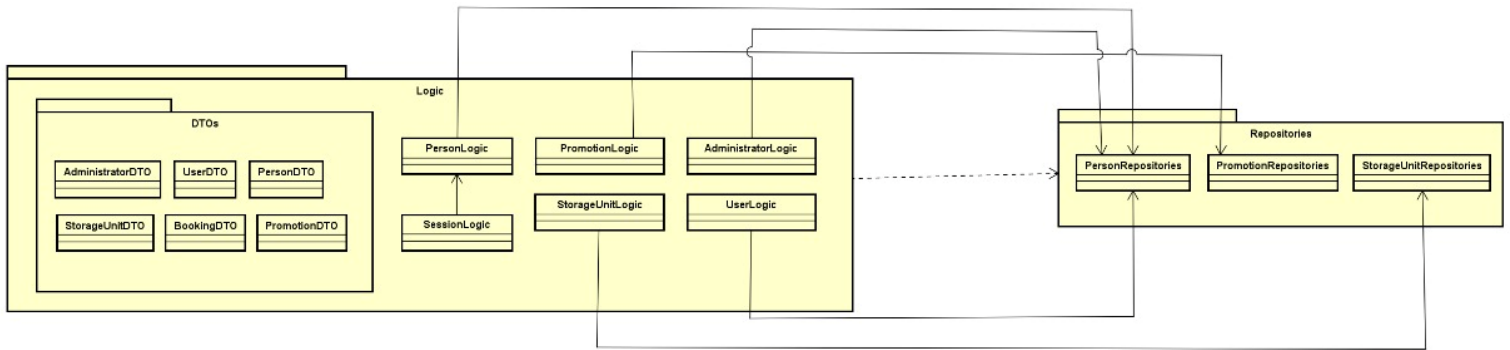 Logic
DTOs
AdministratorDTO
UserDTO
PersonDTO
StorageUnitDTO
BookingDTO
PromotionDTO
PersonLogic
PromotionLogic
AdministratorLogic
SessionLogic
StorageUnitLogic
UserLogic
Repositories
PersonRepositories
PromotionRepositories
StorageUnitRepositories